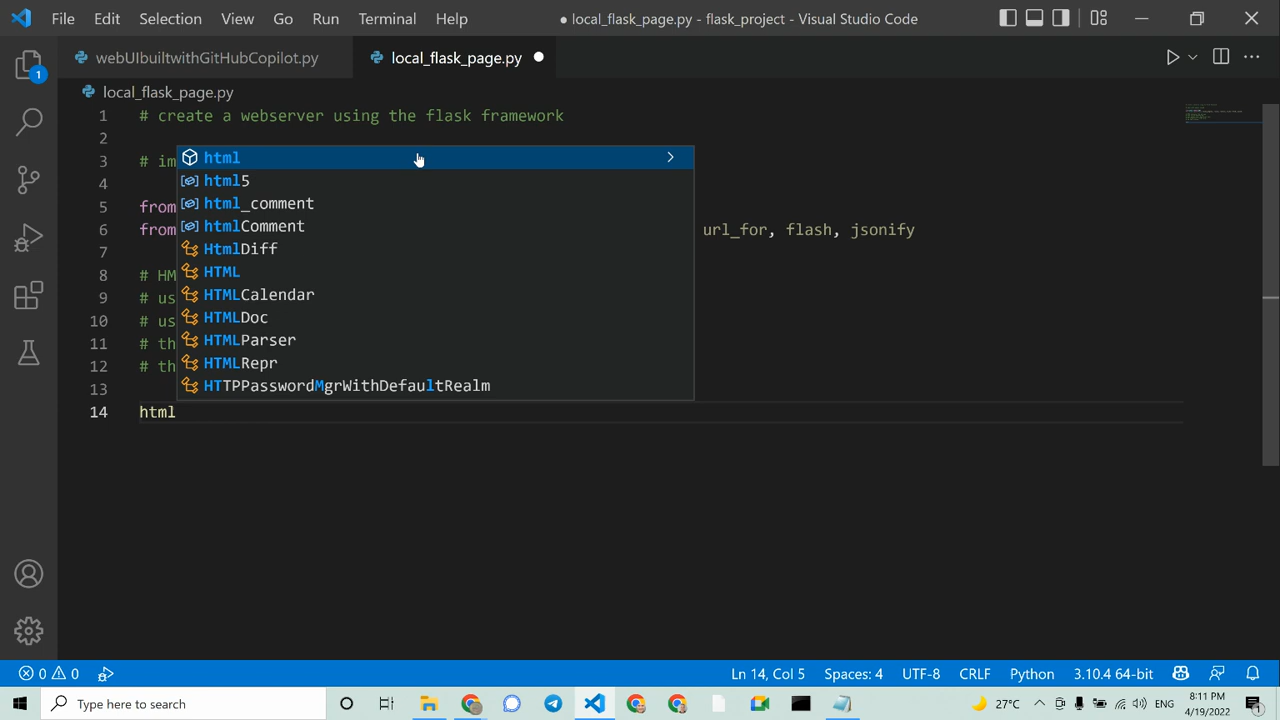 File Edit Selection View Go Run Terminal Help
● local_flask_page.py - flask_project - Visual Studio Code
webUIbuiltwithGitHubCopilot.py
local_flask_page.py
1
local_flask_page.py
1 # create a webserver using the flask framework
2
3 # im
4
5 from
6 from url_for, flash, jsonify
7
8 # HM
9 # us
10 # us
11 # th
12 # th
13
14 html
html
html5
html_comment
htmlComment
HtmlDiff
HTML
HTMLCalendar
HTMLDoc
HTMLParser
HTMLRepr
HTTPPasswordMgrWithDefaultRealm
0 0
Ln 14, Col 5 Spaces: 4 UTF-8 CRLF Python 3.10.4 64-bit
Type here to search
27°C ENG
8:11 PM
4/19/2022
1